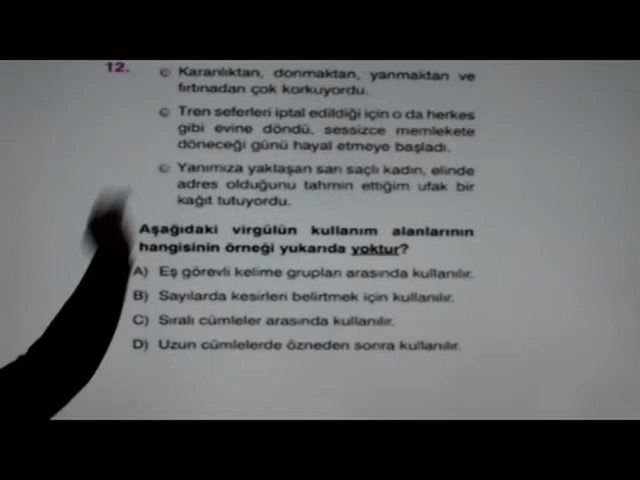 12.
Karanlıktan, donmaktan, yanmaktan ve
fırtınadan çok korkuyordu.
Tren seferleri iptal edildiği için o da herkes
gibi evine döndü, sessizce memlekete
döneceği günü hayal etmeye başladı.
Yanımıza yaklaşan sarı saçlı kadın, elinde
adres olduğunu tahmin ettiğim ufak bir
kağıt tutuyordu.
Aşağıdaki virgülün kullanım alanlarının
hangisinin örneği yukarıda yoktur?
A) Eş görevli kelime grupları arasında kullanılır.
B) Sayılarda kesirleri belirtmek için kullanılır.
C) Sıralı cümleler arasında kullanılır.
D) Uzun cümlelerde özneden sonra kullanılır.